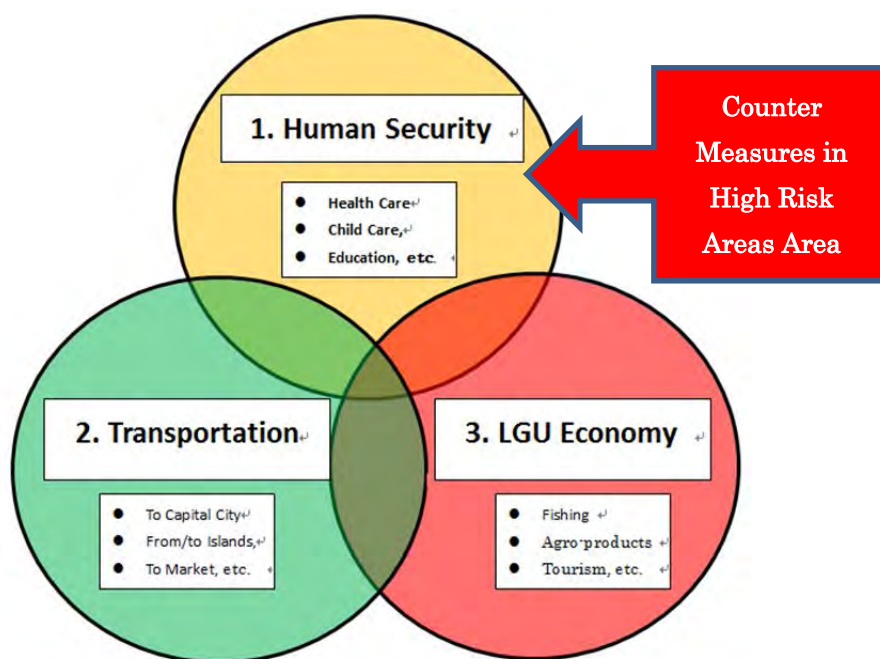 1. Human Security
● Health Care
● Child Care,
● Education, etc.
Counter
Measures in
High Risk
Areas Area
2. Transportation
● To Capital City
● From/to Islands,
● To Market, etc.
3. LGU Economy
● Fishing
● Agro-products
● Tourism, etc.